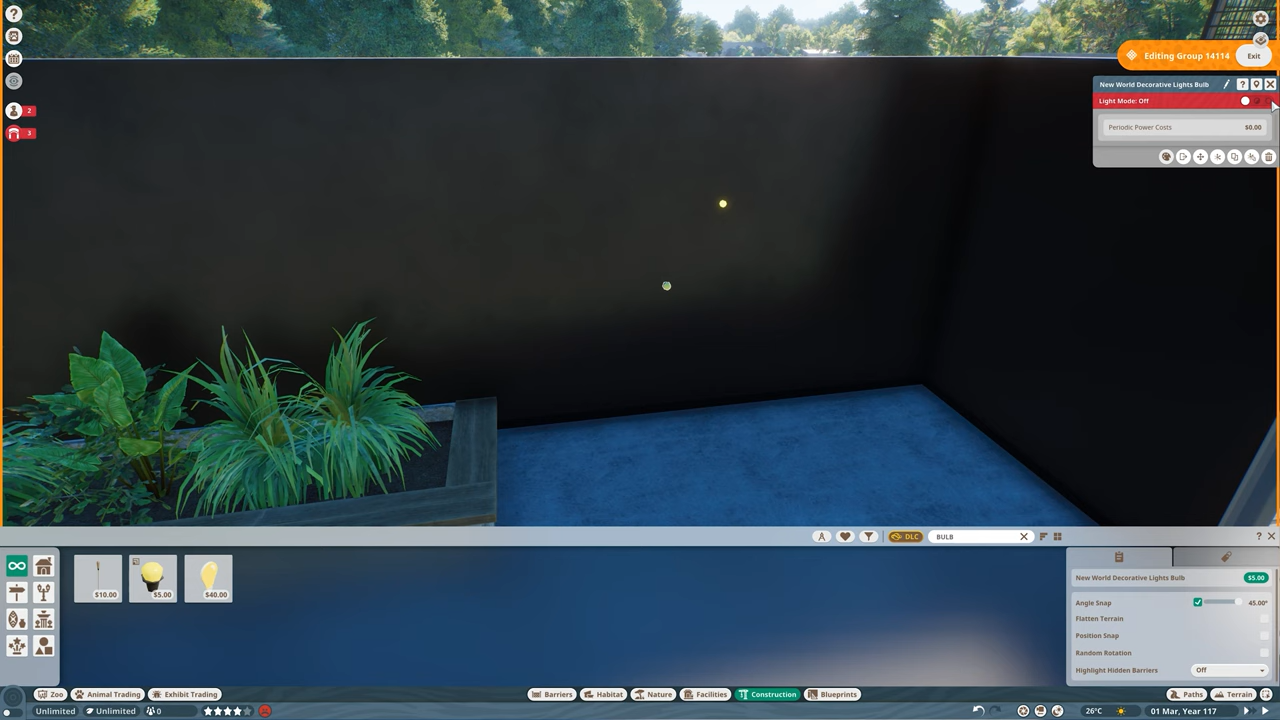 ?
Editing Group 14114
Exit
New World Decorative Lights Bulb
?
Light Mode: Off
Periodic Power Costs
$0.00
2
3
A
DLC
BULB
?
$10.00
$5.00
$40.00
New World Decorative Lights Bulb
$5.00
Angle Snap
45.00°
Flatten Terrain
Position Snap
Random Rotation
Highlight Hidden Barriers
Off
Zoo
Animal Trading
Exhibit Trading
Barriers
Habitat
Nature
Facilities
Construction
Blueprints
Paths
Terrain
Unlimited
Unlimited
0
26°C
01 Mar, Year 117